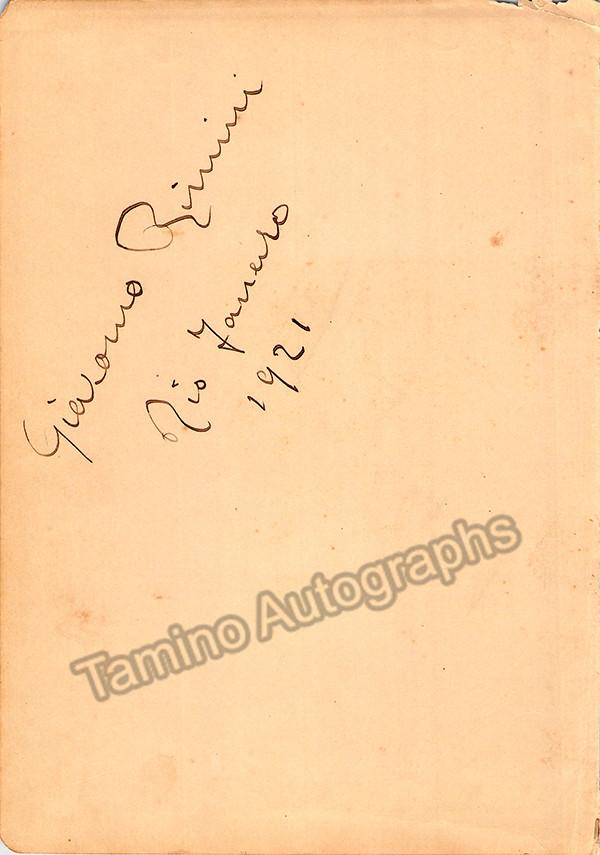 Giacomo Rimini
Rio Janeiro
1921
Tamino Autographs